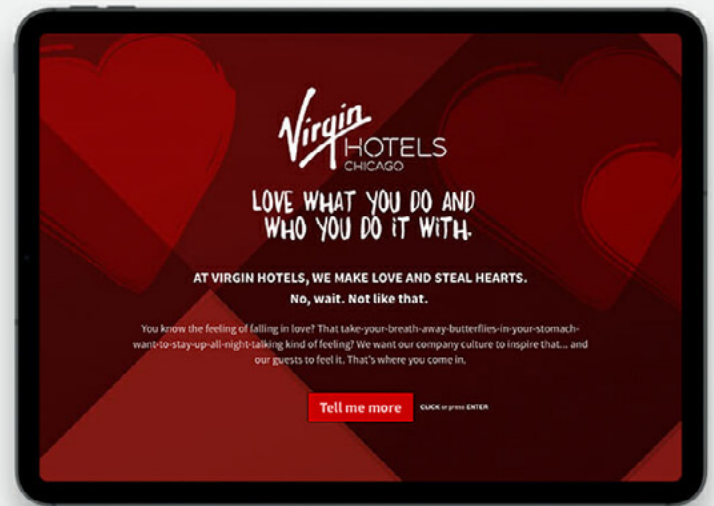 Virgin
HOTELS
CHICAGO
LOVE WHAT YOU DO AND
WHO YOU DO IT WITH.
AT VIRGIN HOTELS, WE MAKE LOVE AND STEAL HEARTS.
No, wait. Not like that.
You know the feeling of falling in love? That take-your-breath-away-butterflies-in-your-stomach-
want-to-stay-up-all-night-talking kind of feeling? We want our company culture to inspire that... and
our guests to feel it. That's where you come in.
Tell me more
CLICK or press ENTER